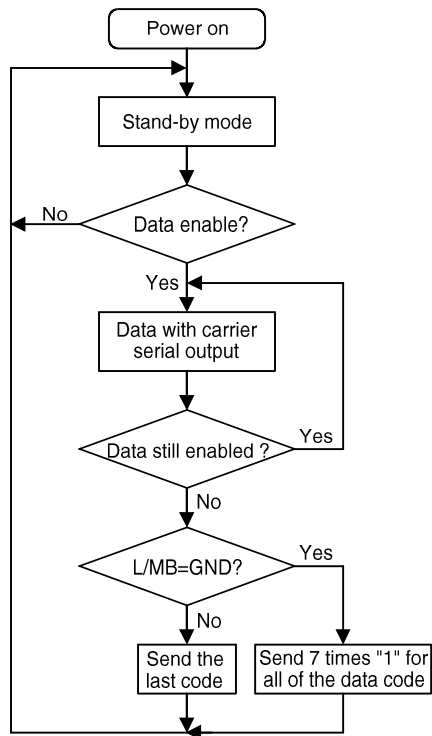 Power on
Stand-by mode
No
Data enable?
Yes
Data with carrier
serial output
Data still enabled ?
Yes
No
L/MB=GND?
Yes
No
Send the
last code
Send 7 times "1" for
all of the data code